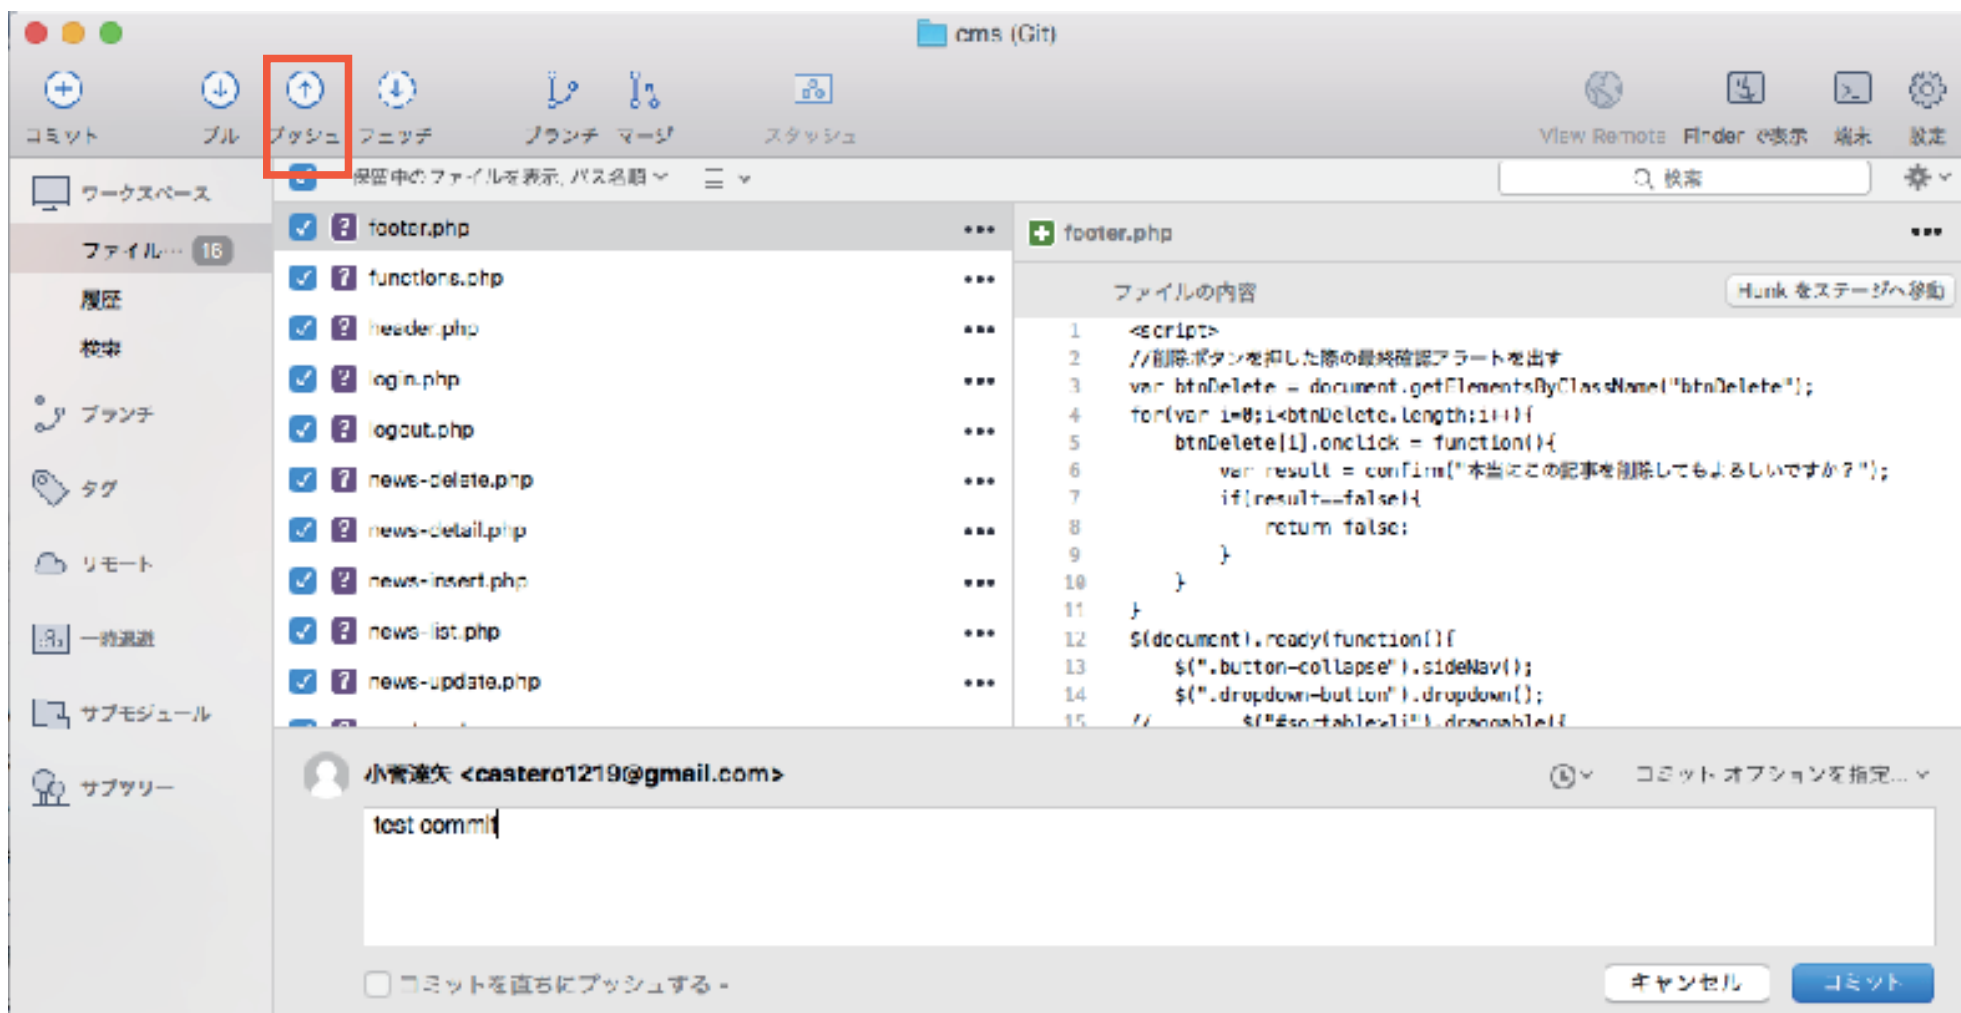 cms (Git)
コミット プル プッシュ フェッチ ブランチ マージ スタッシュ View Remote Finder で表示 端末 設定
保留中のファイルを表示, パス名順
検索
ワークスペース
ファイル… 16
履歴
検索
ブランチ
タグ
リモート
一時退避
サブモジュール
サブツリー
footer.php
functions.php
header.php
login.php
logout.php
news-delete.php
news-detail.php
news-insert.php
news-list.php
news-update.php
footer.php
ファイルの内容 Hunk をステージへ移動
1 <script>
2 //削除ボタンを押した際の最終確認アラートを出す
3 var btnDelete = document.getElementsByClassName("btnDelete");
4 for(var i=0;i<btnDelete.length;i++){
5 btnDelete[i].onclick = function(){
6 var result = confirm("本当にこの記事を削除してもよろしいですか？");
7 if(result==false){
8 return false;
9 }
10 }
11 }
12 $(document).ready(function(){
13 $(".button-collapse").sideNav();
14 $(".dropdown-button").dropdown();
15 // $("#sortable>li").draggable({
小菅達矢 <castero1219@gmail.com>
コミット オプションを指定...
test commit
コミットを直ちにプッシュする -
キャンセル コミット